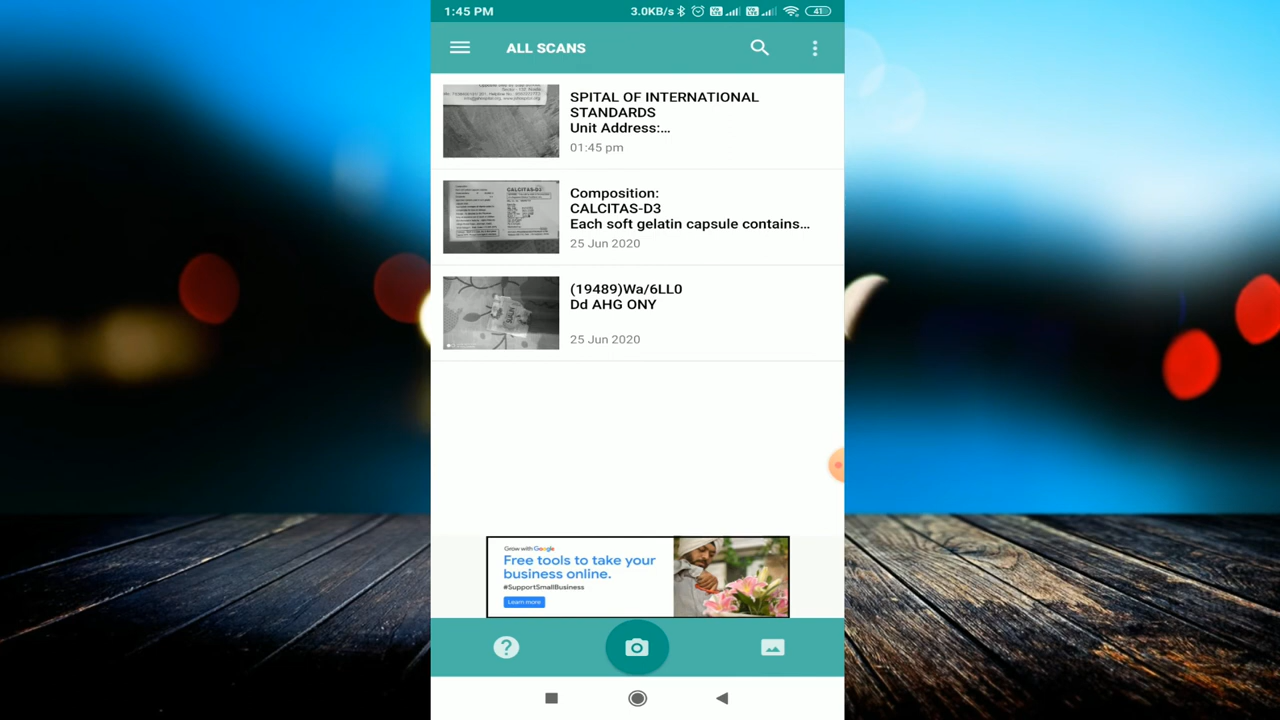 1:45 PM
3.0KB/s
41
ALL SCANS
SPITAL OF INTERNATIONAL
STANDARDS
Unit Address:...
01:45 pm
CALCITAS-D3
Composition:
CALCITAS-D3
Each soft gelatin capsule contains...
25 Jun 2020
(19489)Wa/6LL0
Dd AHG ONY
25 Jun 2020
Grow with Google
Free tools to take your
business online.
#SupportSmallBusiness
Learn more